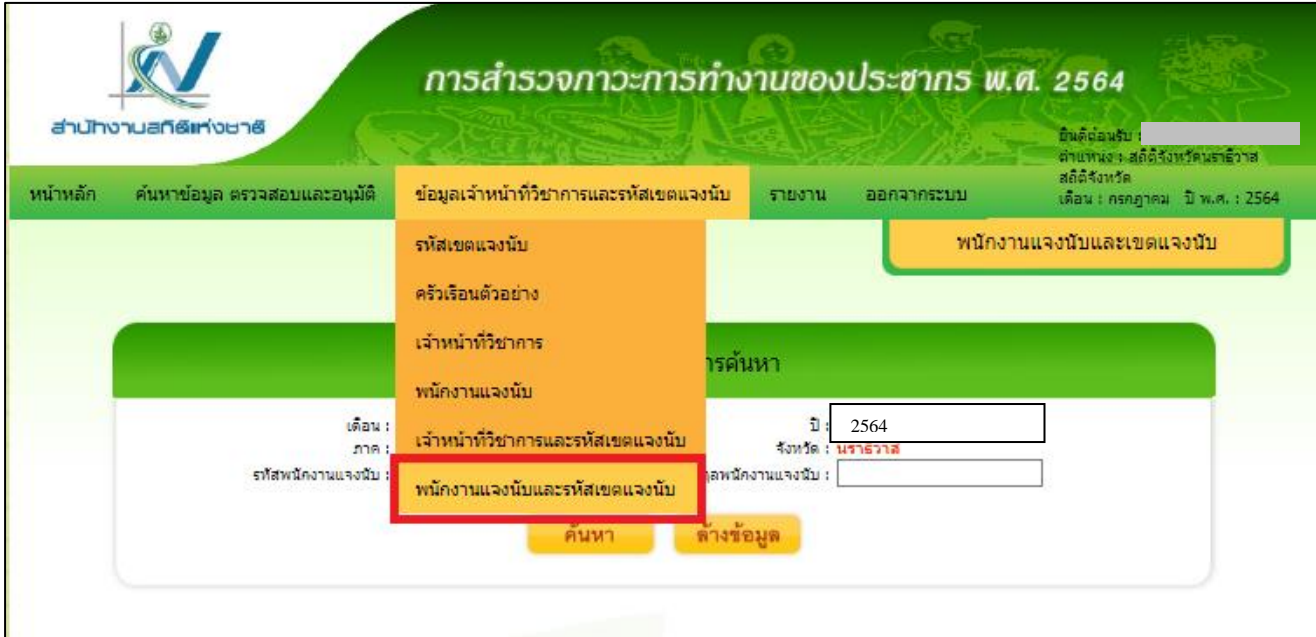 สำนักงานสถิติแห่งชาติ
การสำรวจภาวะการทำงานของประชากร พ.ศ. 2564
ยินดีต้อนรับ :
ตำแหน่ง : สถิติจังหวัดนราธิวาส
สถิติจังหวัด
เดือน : กรกฎาคม ปี พ.ศ. : 2564
หน้าหลัก ค้นหาข้อมูล ตรวจสอบและอนุมัติ ข้อมูลเจ้าหน้าที่วิชาการและรหัสเขตแจงนับ รายงาน ออกจากระบบ
พนักงานแจงนับและเขตแจงนับ
รหัสเขตแจงนับ
ครัวเรือนตัวอย่าง
เจ้าหน้าที่วิชาการ
พนักงานแจงนับ
เจ้าหน้าที่วิชาการและรหัสเขตแจงนับ
พนักงานแจงนับและรหัสเขตแจงนับ
ารค้นหา
เดือน : ปี : 2564
ภาค : จังหวัด : นราธิวาส
รหัสพนักงานแจงนับ : กุลพนักงานแจงนับ :
ค้นหา ล้างข้อมูล